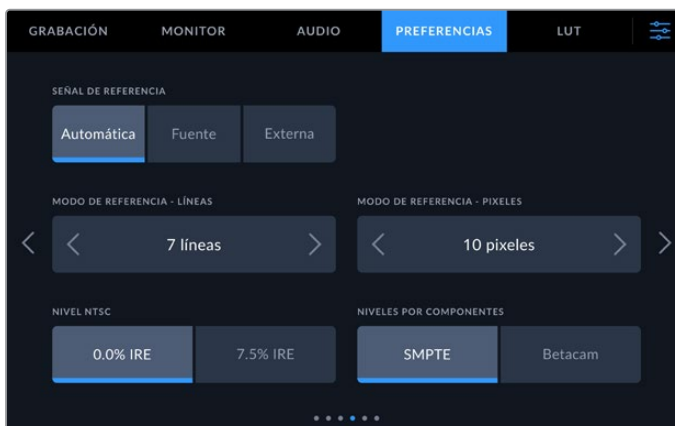 GRABACIÓN MONITOR AUDIO PREFERENCIAS LUT
SEÑAL DE REFERENCIA
Automática Fuente Externa
MODO DE REFERENCIA - LÍNEAS MODO DE REFERENCIA - PIXELES
7 líneas 10 pixeles
NIVEL NTSC NIVELES POR COMPONENTES
0.0% IRE 7.5% IRE SMPTE Betacam